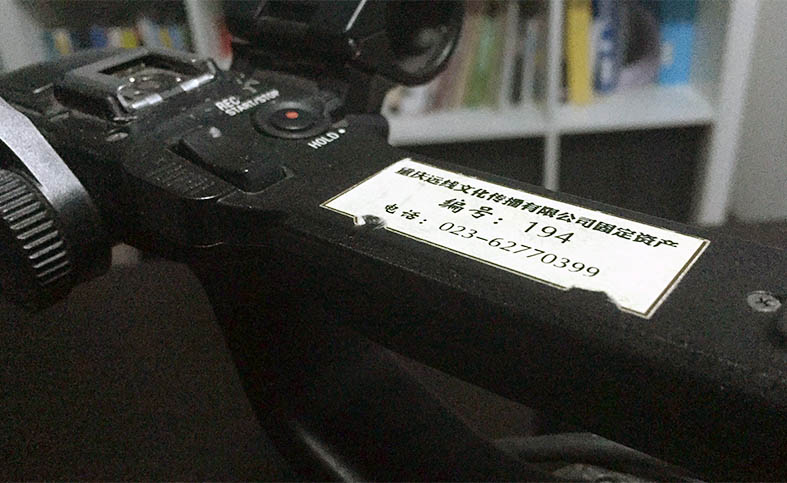 REC
START/STOP
HOLD
重庆远线文化传播有限公司固定资产
编号：194
电话：023-62770399